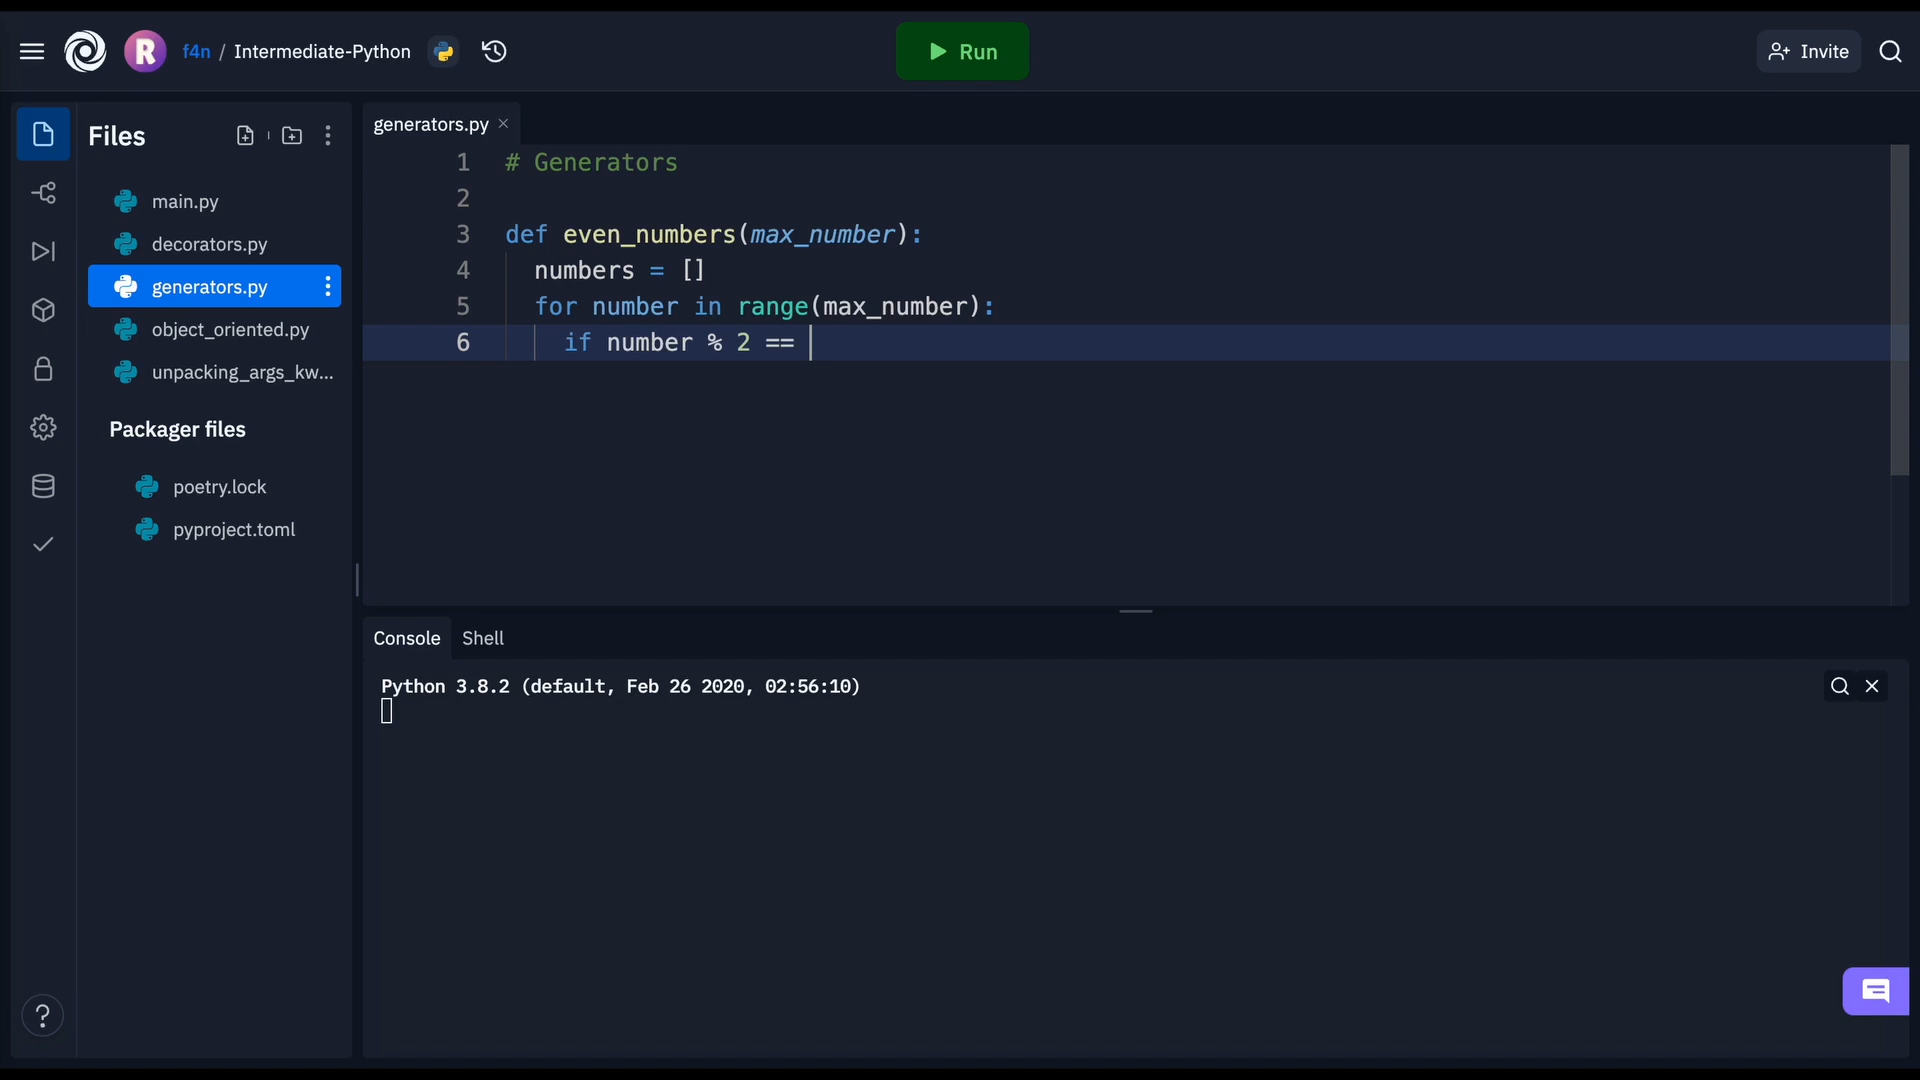 R f4n / Intermediate-Python
Run
Invite
Files
main.py
decorators.py
generators.py
object_oriented.py
unpacking_args_kw...
Packager files
poetry.lock
pyproject.toml
?
generators.py
1 # Generators
2
3 def even_numbers(max_number):
4 numbers = []
5 for number in range(max_number):
6 if number % 2 ==
Console Shell
Python 3.8.2 (default, Feb 26 2020, 02:56:10)